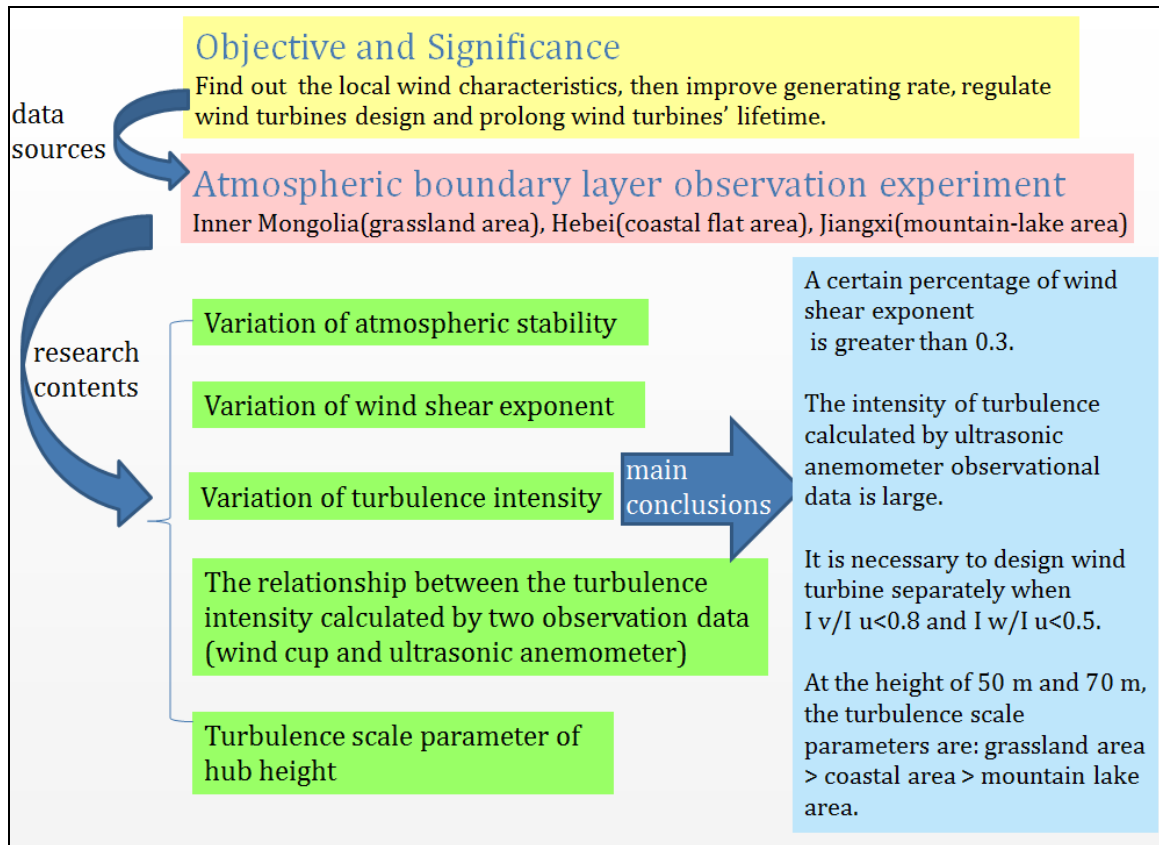 Objective and Significance
Find out the local wind characteristics, then improve generating rate, regulate
wind turbines design and prolong wind turbines' lifetime.
data
sources
Atmospheric boundary layer observation experiment
Inner Mongolia(grassland area), Hebei(coastal flat area), Jiangxi(mountain-lake area)
research
contents
Variation of atmospheric stability
Variation of wind shear exponent
Variation of turbulence intensity
The relationship between the turbulence
intensity calculated by two observation data
(wind cup and ultrasonic anemometer)
Turbulence scale parameter of
hub height
main
conclusions
A certain percentage of wind
shear exponent
is greater than 0.3.
The intensity of turbulence
calculated by ultrasonic
anemometer observational
data is large.
It is necessary to design wind
turbine separately when
I v/I u<0.8 and I w/I u<0.5.
At the height of 50 m and 70 m,
the turbulence scale
parameters are: grassland area
> coastal area > mountain lake
area.